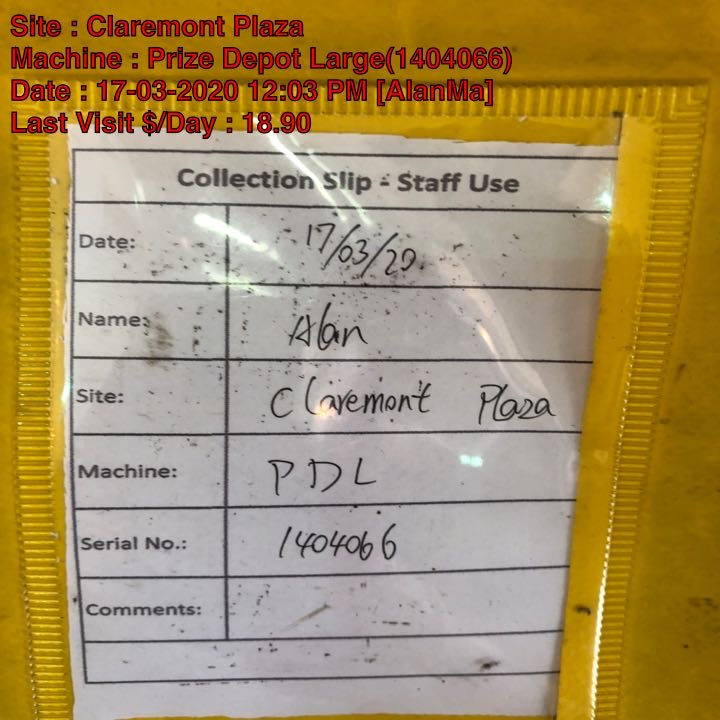 Site : Claremont Plaza
Machine : Prize Depot Large(1404066)
Date : 17-03-2020 12:03 PM [AlanMa]
Last Visit $/Day : 18.90
Collection Slip - Staff Use
Date: 17/03/20
Name: Alan
Site: Claremont Plaza
Machine: PDL
Serial No.: 1404066
Comments: